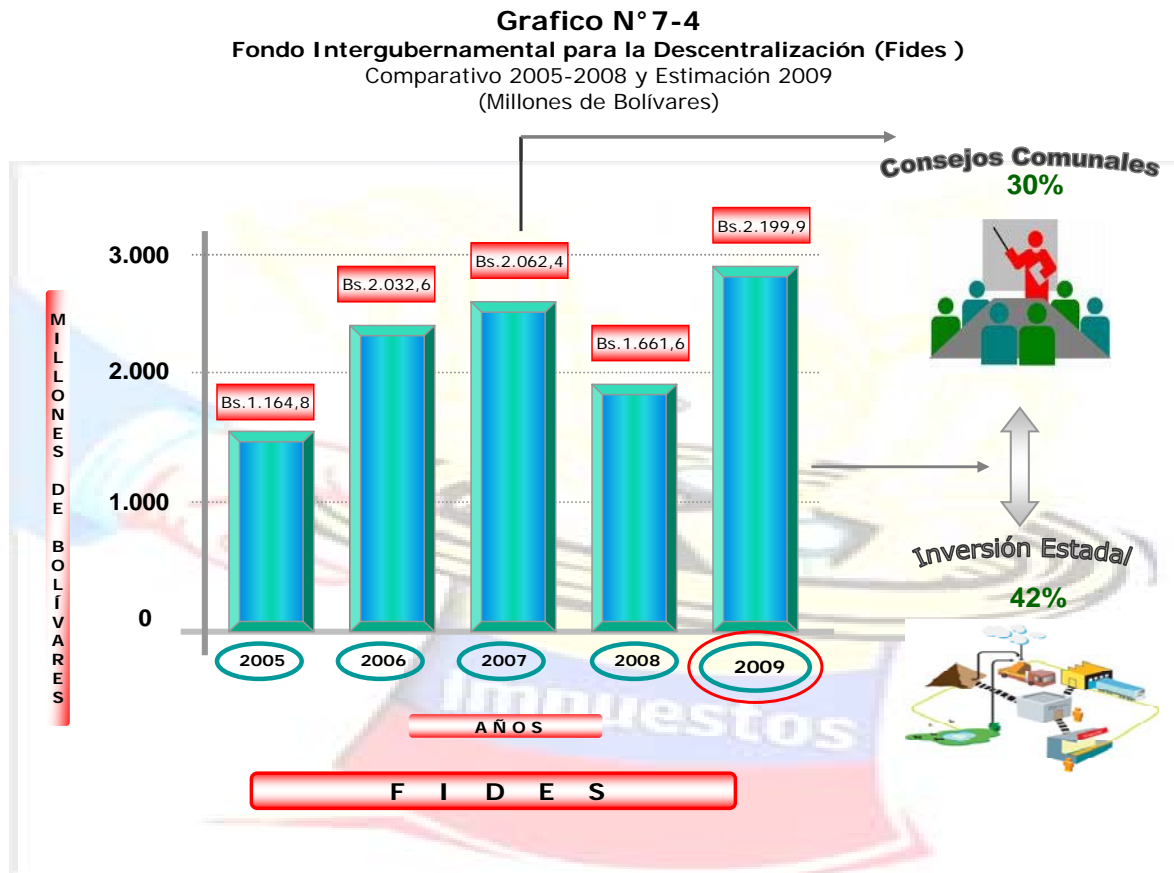 Grafico N° 7-4
Fondo Intergubernamental para la Descentralización (Fides )
Comparativo 2005-2008 y Estimación 2009
(Millones de Bolívares)
Consejos Comunales
30%
Bs.2.199,9
Bs.2.062,4
Bs.2.032,6
Bs.1.661,6
Bs.1.164,8
3.000
2.000
1.000
0
MILLONES DE BOLÍVARES
Inversión Estadal
42%
2005
2006
2007
2008
2009
Impuestos
AÑOS
F I D E S